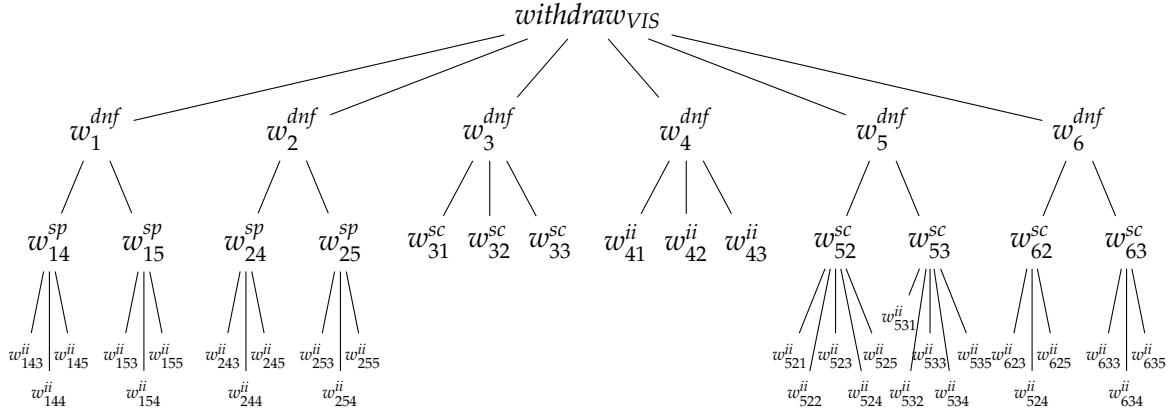 withdraw_VIS
w_1^dnf w_2^dnf w_3^dnf w_4^dnf w_5^dnf w_6^dnf
w_14^sp w_15^sp w_24^sp w_25^sp w_31^sc w_32^sc w_33^sc w_41^ii w_42^ii w_43^ii w_52^sc w_53^sc w_62^sc w_63^sc
w_531^ii
w_143^ii w_145^ii w_153^ii w_155^ii w_243^ii w_245^ii w_253^ii w_255^ii w_521^ii w_523^ii w_525^ii w_533^ii w_535^ii w_623^ii w_625^ii w_633^ii w_635^ii
w_144^ii w_154^ii w_244^ii w_254^ii w_522^ii w_524^ii w_532^ii w_534^ii w_524^ii w_634^ii